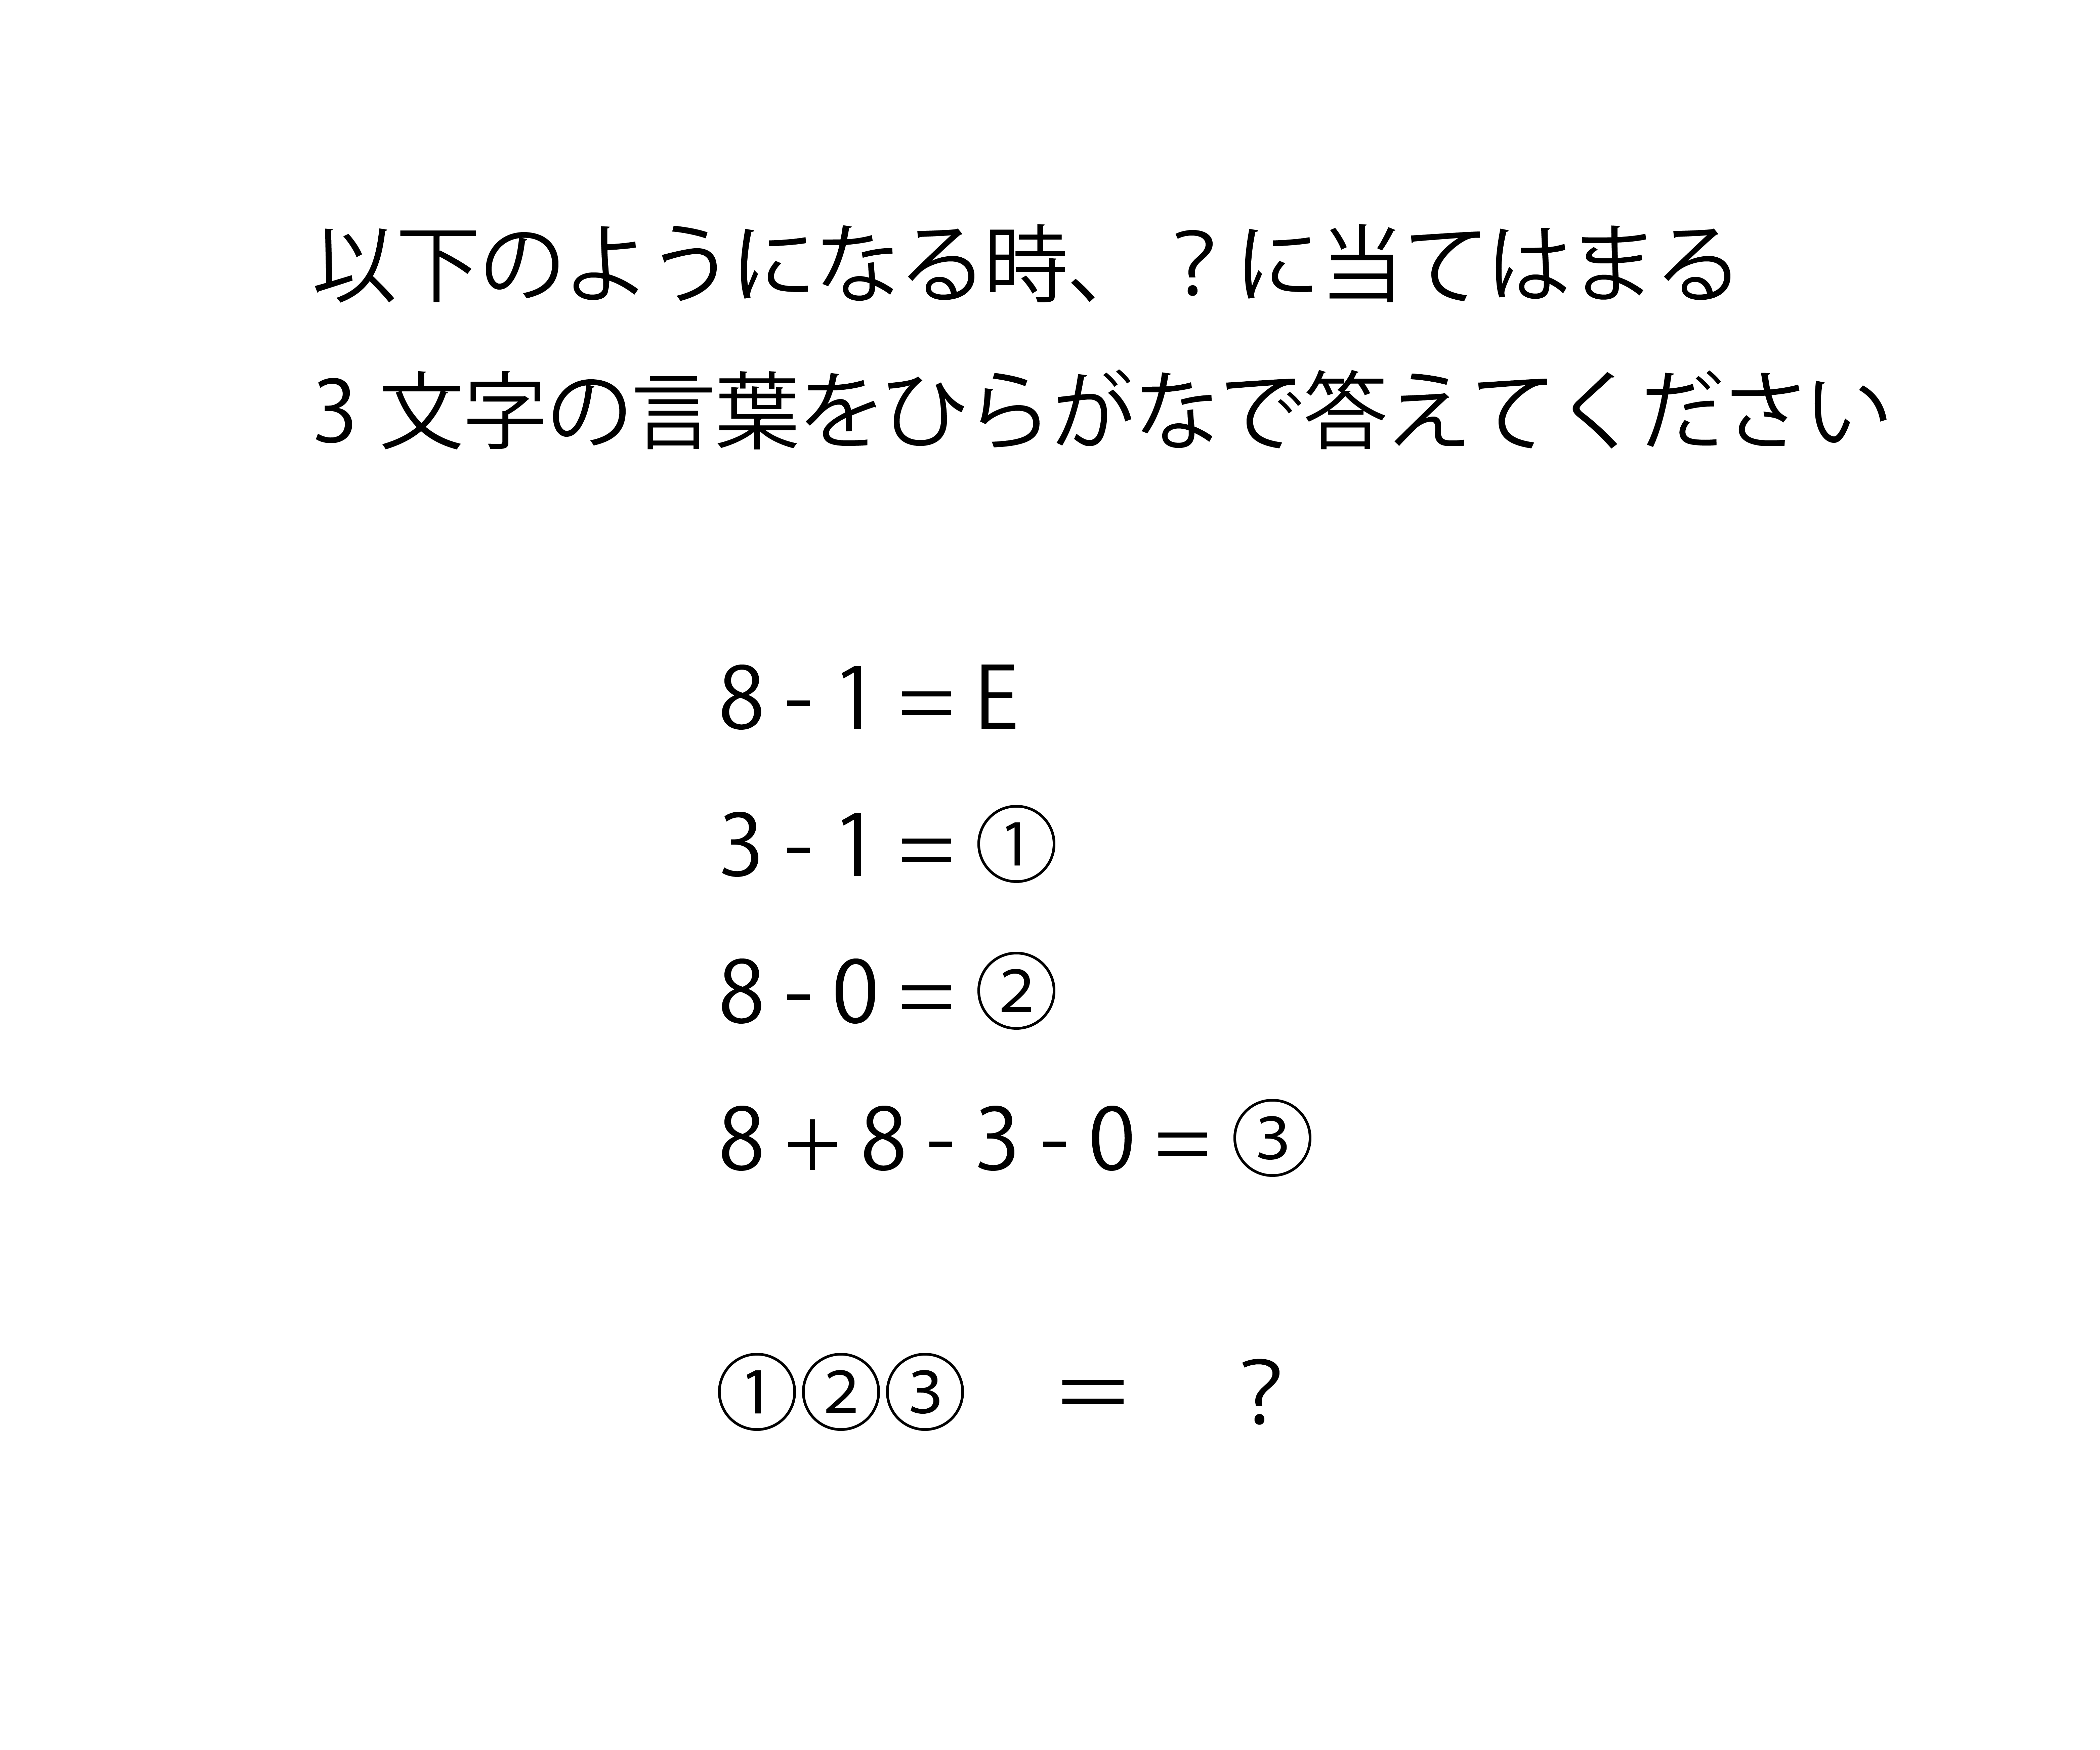 以下のようになる時、?に当てはまる
3文字の言葉をひらがなで答えてください
8 - 1 = E
3 - 1 = ①
8 - 0 = ②
8 + 8 - 3 - 0 = ③
①②③ = ?